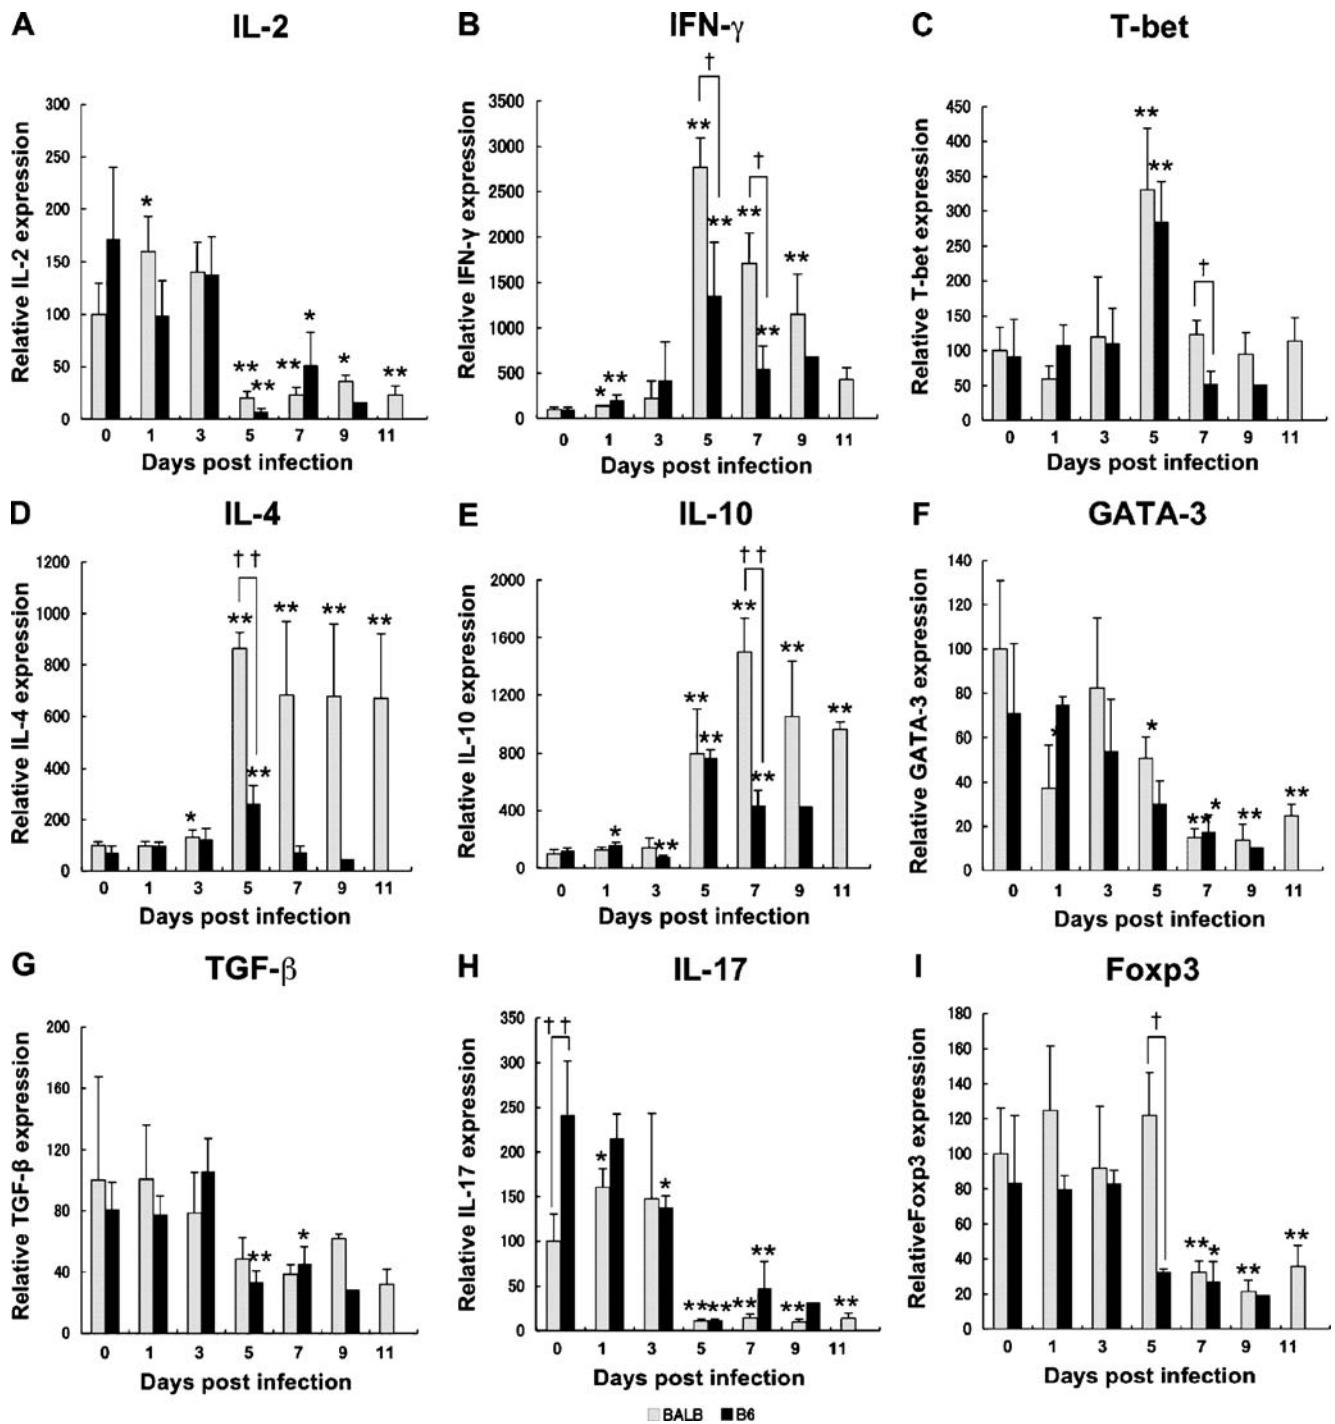 A IL-2
Relative IL-2 expression
300
250
200
150
100
50
0
*
**
**
**
*
*
**
0 1 3 5 7 9 11
Days post infection
B IFN-γ
Relative IFN-γ expression
3500
3000
2500
2000
1500
1000
500
0
†
**
†
**
**
**
**
* **
0 1 3 5 7 9 11
Days post infection
C T-bet
Relative T-bet expression
450
400
350
300
250
200
150
100
50
0
**
**
†
0 1 3 5 7 9 11
Days post infection
D IL-4
Relative IL-4 expression
1200
1000
800
600
400
200
0
††
** ** ** **
**
*
0 1 3 5 7 9 11
Days post infection
E IL-10
Relative IL-10 expression
2000
1600
1200
800
400
0
††
**
**
**
**
**
**
* **
0 1 3 5 7 9 11
Days post infection
F GATA-3
Relative GATA-3 expression
140
120
100
80
60
40
20
0
*
*
**
*
**
**
0 1 3 5 7 9 11
Days post infection
G TGF-β
Relative TGF-β expression
200
160
120
80
40
0
**
*
0 1 3 5 7 9 11
Days post infection
H IL-17
Relative IL-17 expression
350
300
250
200
150
100
50
0
††
*
*
**
** ** ** ** **
0 1 3 5 7 9 11
Days post infection
I Foxp3
RelativeFoxp3 expression
180
160
140
120
100
80
60
40
20
0
†
** * ** **
0 1 3 5 7 9 11
Days post infection
BALB B6